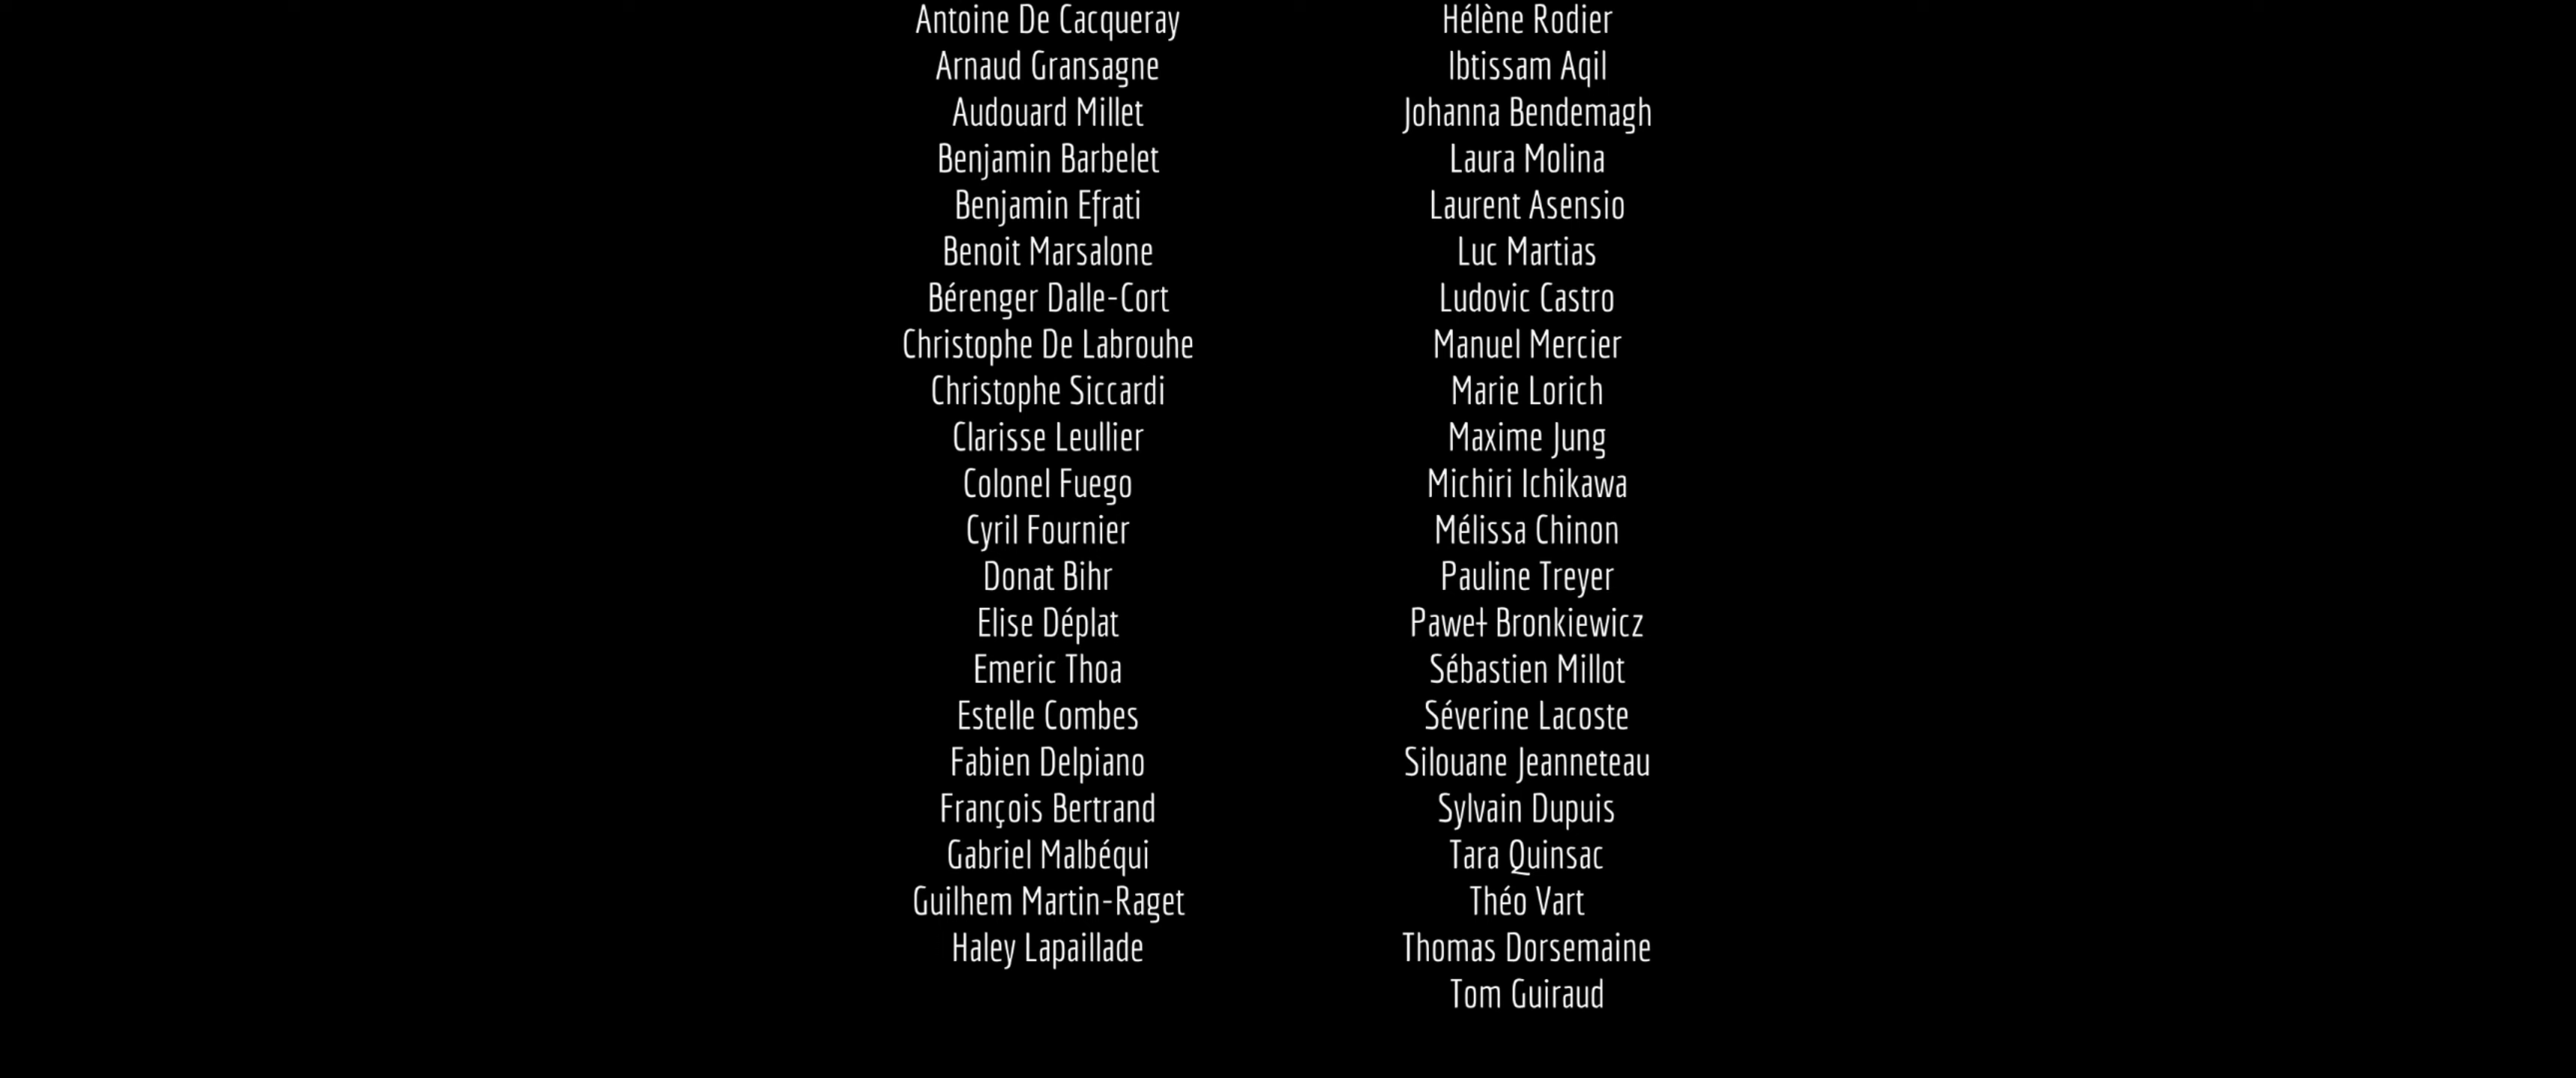 Antoine De Cacqueray
Arnaud Gransagne
Audouard Millet
Benjamin Barbelet
Benjamin Efrati
Benoit Marsalone
Bérenger Dalle-Cort
Christophe De Labrouhe
Christophe Siccardi
Clarisse Leullier
Colonel Fuego
Cyril Fournier
Donat Bihr
Elise Déplat
Emeric Thoa
Estelle Combes
Fabien Delpiano
François Bertrand
Gabriel Malbéqui
Guilhem Martin-Raget
Haley Lapaillade
Hélène Rodier
Ibtissam Aqil
Johanna Bendemagh
Laura Molina
Laurent Asensio
Luc Martias
Ludovic Castro
Manuel Mercier
Marie Lorich
Maxime Jung
Michiri Ichikawa
Mélissa Chinon
Pauline Treyer
Paweł Bronkiewicz
Sébastien Millot
Séverine Lacoste
Silouane Jeanneteau
Sylvain Dupuis
Tara Quinsac
Théo Vart
Thomas Dorsemaine
Tom Guiraud